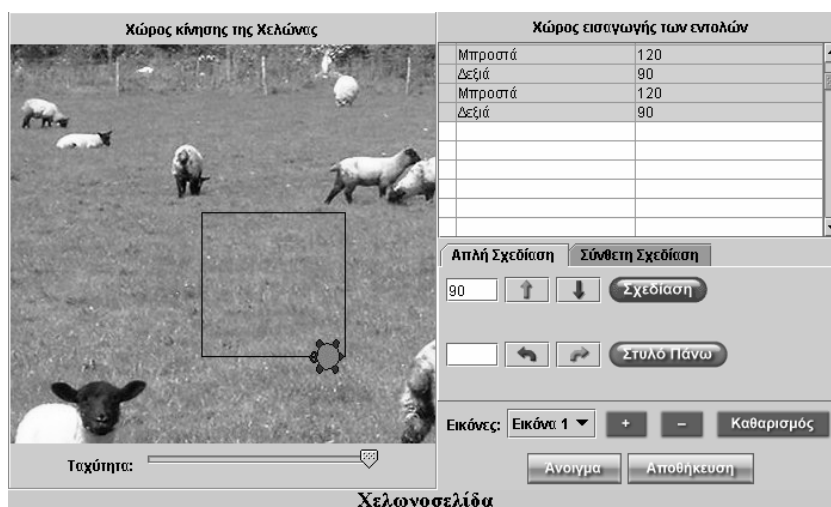 Χώρος κίνησης της Χελώνας
Χώρος εισαγωγής των εντολών
Μπροστά 120
Δεξιά 90
Μπροστά 120
Δεξιά 90
Απλή Σχεδίαση Σύνθετη Σχεδίαση
90 Σχεδίαση
Στυλό Πάνω
Εικόνες: Εικόνα 1 + – Καθαρισμός
Ταχύτητα:
Άνοιγμα Αποθήκευση
Χελωνοσελίδα